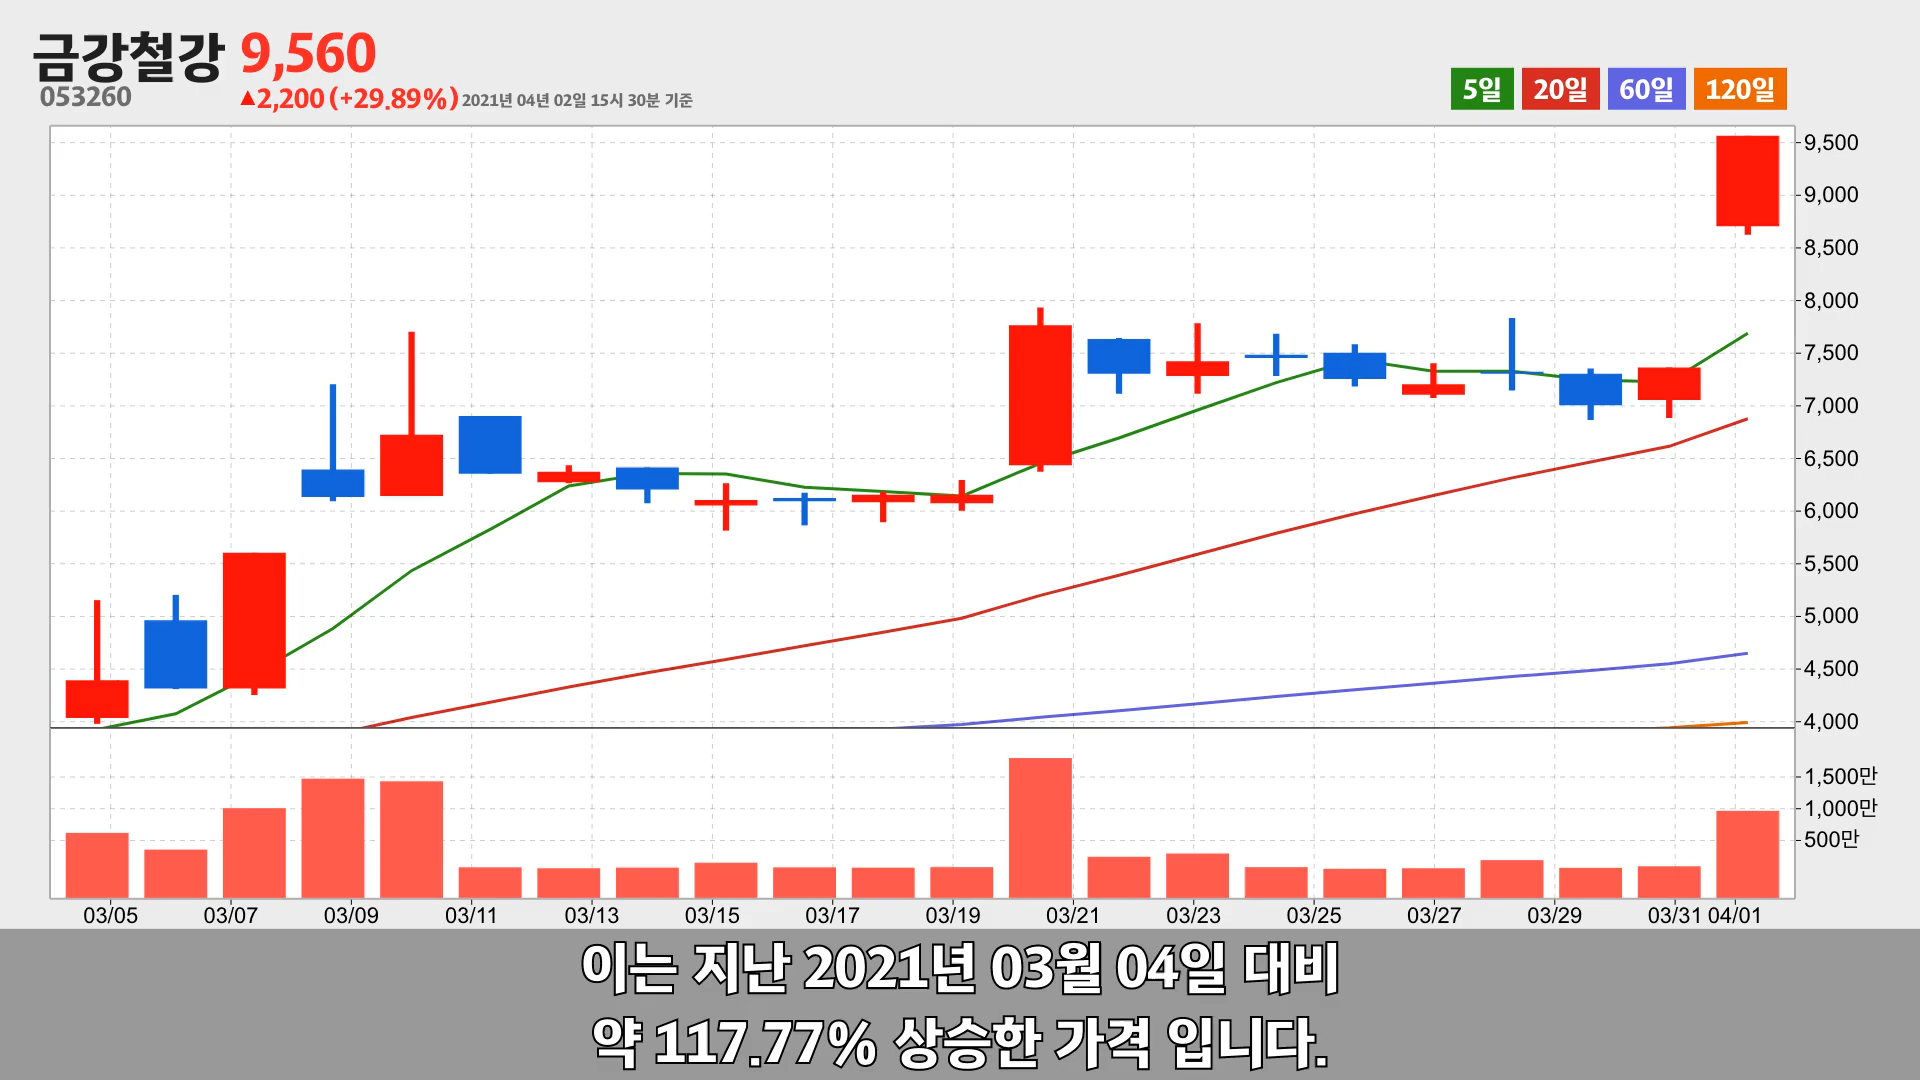 금강철강 9,560
053260
▲2,200 (+29.89%) 2021년 04년 02일 15시 30분 기준
5일 20일 60일 120일
9,500
9,000
8,500
8,000
7,500
7,000
6,500
6,000
5,500
5,000
4,500
4,000
1,500만
1,000만
500만
03/05 03/07 03/09 03/11 03/13 03/15 03/17 03/19 03/21 03/23 03/25 03/27 03/29 03/31 04/01
이는 지난 2021년 03월 04일 대비
약 117.77% 상승한 가격 입니다.